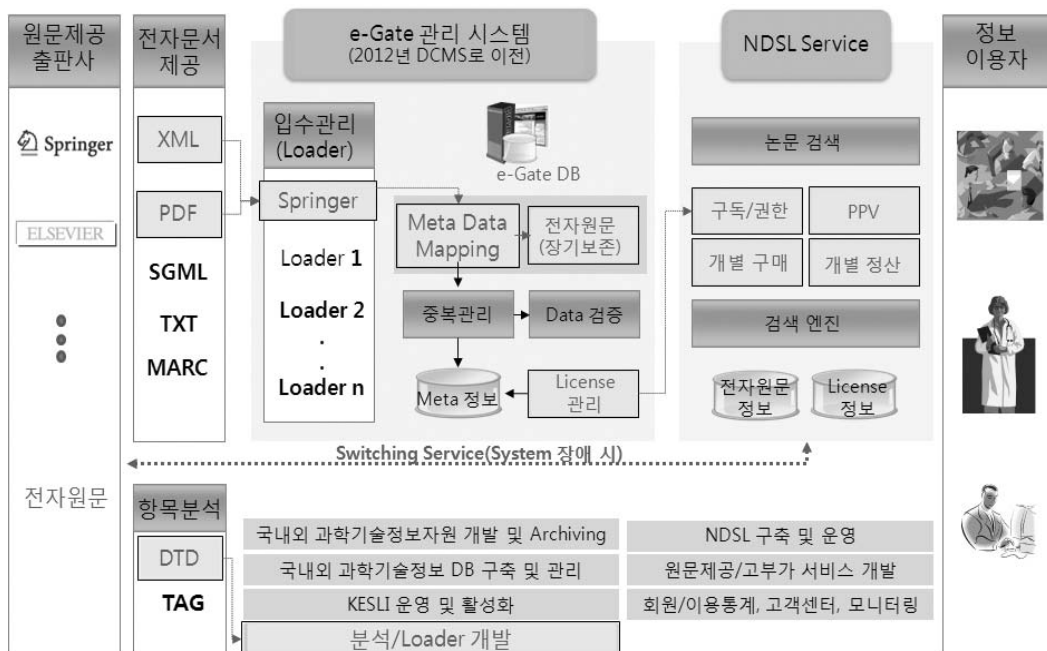 원문제공
출판사
Springer
ELSEVIER
전자원문
전자문서
제공
XML
PDF
SGML
TXT
MARC
항목분석
DTD
TAG
e-Gate 관리 시스템
(2012년 DCMS로 이전)
입수관리
(Loader)
Springer
Loader 1
Loader 2
.
.
Loader n
e-Gate DB
Meta Data
Mapping
전자원문
(장기보존)
중복관리
Data 검증
Meta 정보
License
관리
NDSL Service
논문 검색
구독/권한
PPV
개별 구매
개별 정산
검색 엔진
전자원문
정보
License
정보
정보
이용자
Switching Service(System 장애 시)
국내외 과학기술정보자원 개발 및 Archiving
NDSL 구축 및 운영
국내외 과학기술정보 DB 구축 및 관리
원문제공/고부가 서비스 개발
KESLI 운영 및 활성화
회원/이용통계, 고객센터, 모니터링
분석/Loader 개발